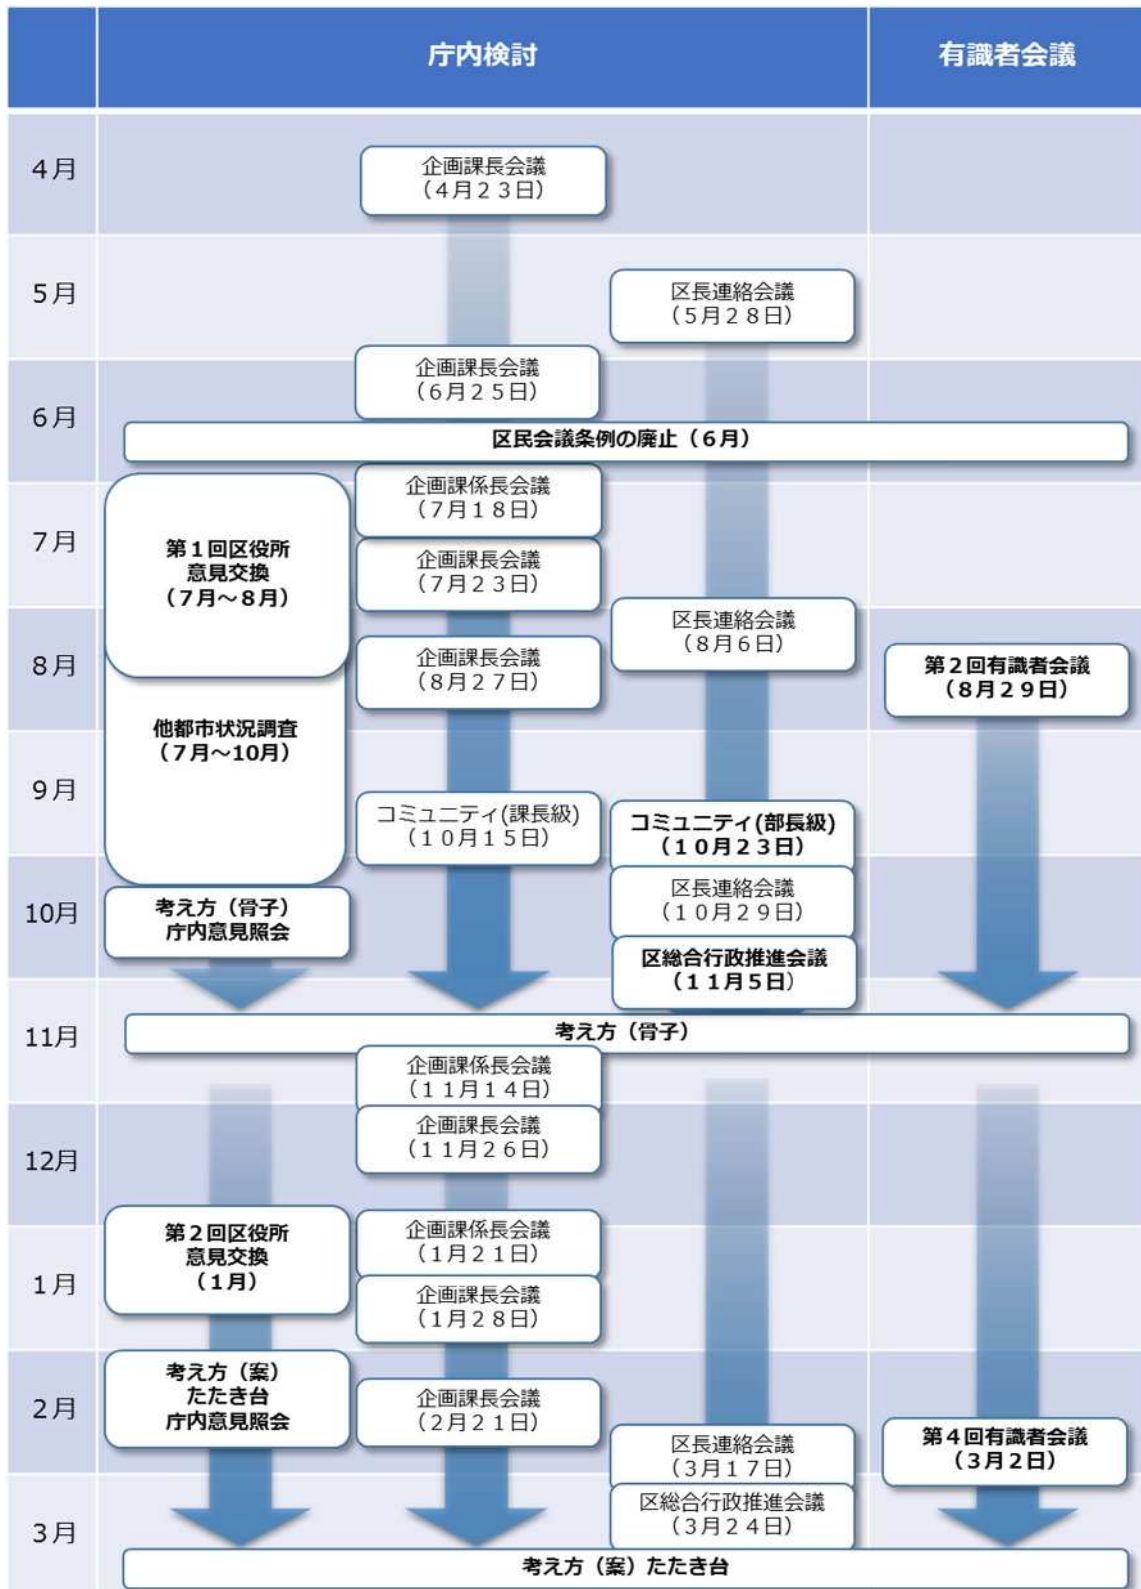 庁内検討
有識者会議
4月
企画課長会議
（4月23日）
5月
区長連絡会議
（5月28日）
6月
企画課長会議
（6月25日）
区民会議条例の廃止（6月）
7月
第1回区役所
意見交換
（7月～8月）
企画課係長会議
（7月18日）
企画課長会議
（7月23日）
8月
区長連絡会議
（8月6日）
企画課長会議
（8月27日）
第2回有識者会議
（8月29日）
他都市状況調査
（7月～10月）
9月
コミュニティ(課長級)
（10月15日）
コミュニティ(部長級)
（10月23日）
10月
考え方（骨子）
庁内意見照会
区長連絡会議
（10月29日）
区総合行政推進会議
（11月5日）
11月
考え方（骨子）
企画課係長会議
（11月14日）
12月
企画課長会議
（11月26日）
1月
第2回区役所
意見交換
（1月）
企画課係長会議
（1月21日）
企画課長会議
（1月28日）
2月
考え方（案）
たたき台
庁内意見照会
企画課長会議
（2月21日）
区長連絡会議
（3月17日）
第4回有識者会議
（3月2日）
3月
区総合行政推進会議
（3月24日）
考え方（案）たたき台